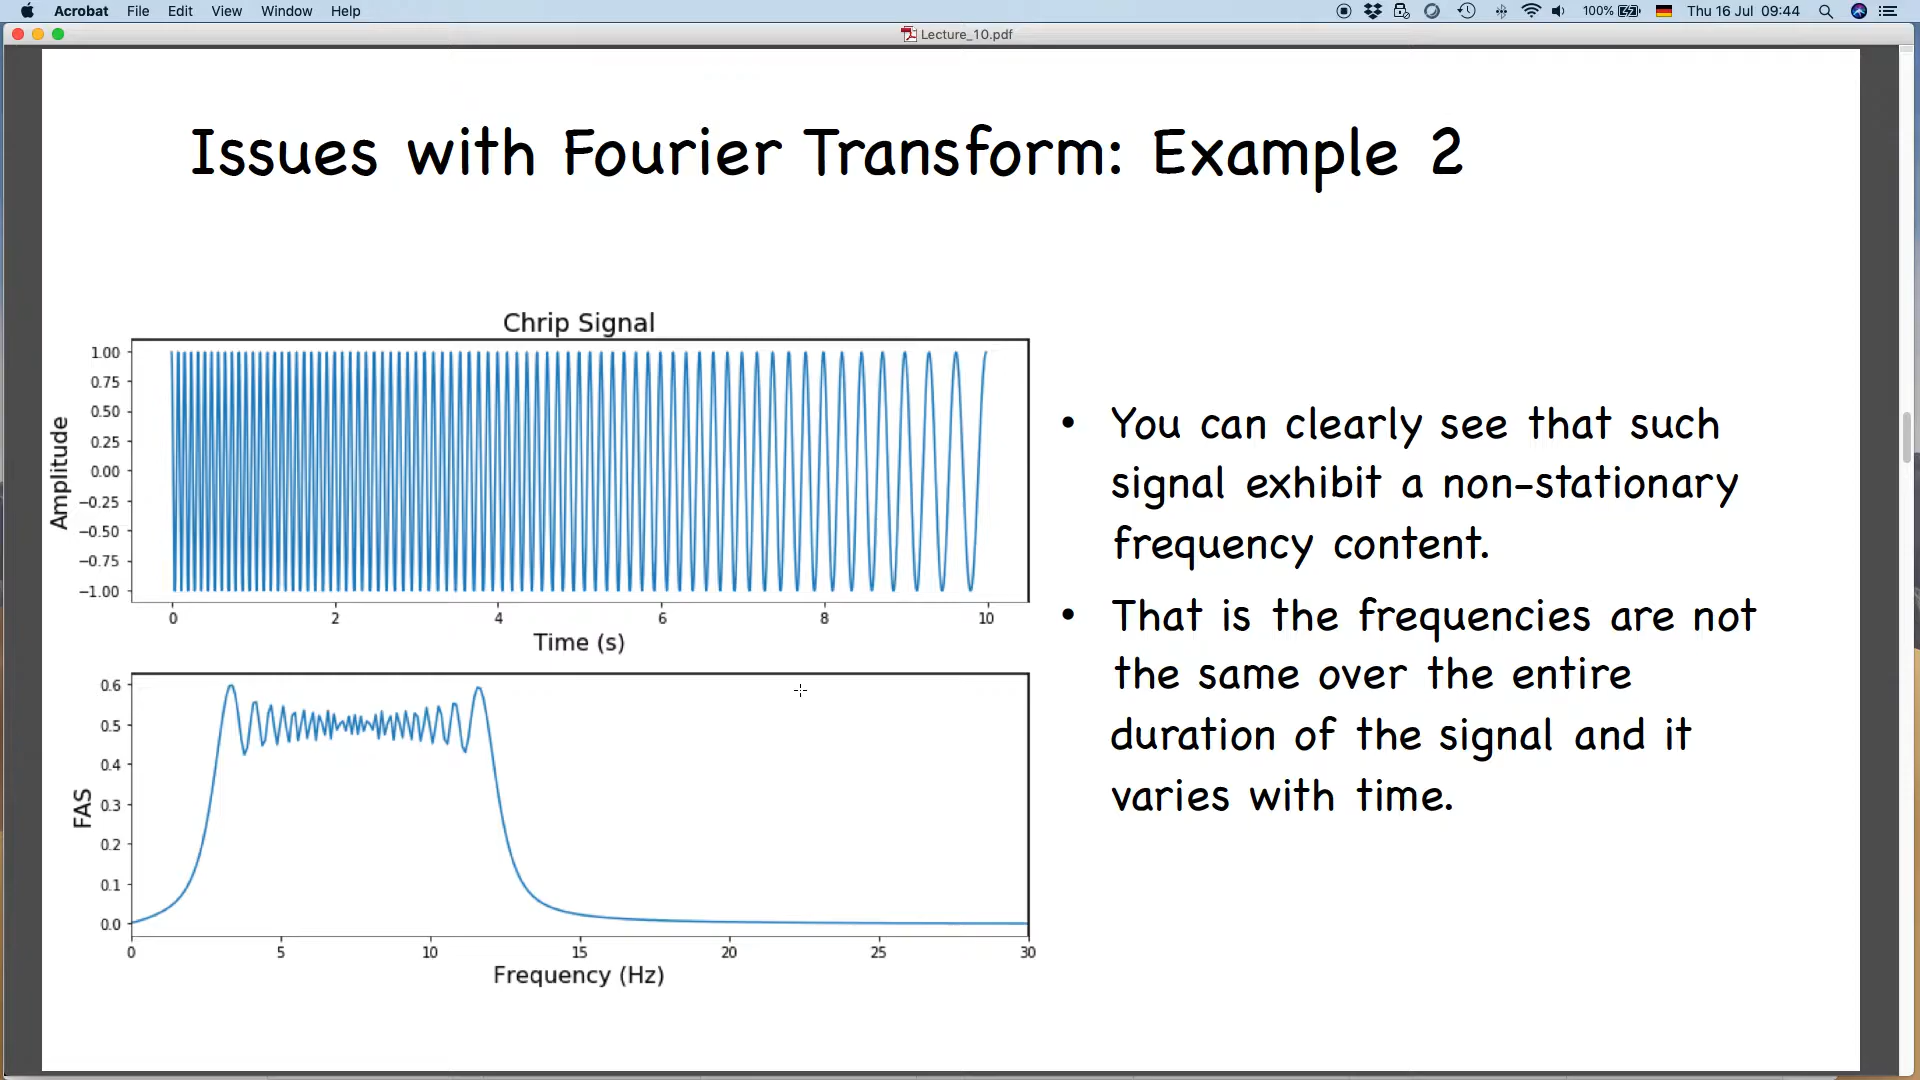 Acrobat File Edit View Window Help 100% Thu 16 Jul 09:44
Lecture_10.pdf
Issues with Fourier Transform: Example 2
Chrip Signal
1.00
0.75
0.50
0.25
0.00
−0.25
−0.50
−0.75
−1.00
Amplitude
0 2 4 6 8 10
Time (s)
0.6
0.5
0.4
0.3
0.2
0.1
0.0
FAS
0 5 10 15 20 25 30
Frequency (Hz)
• You can clearly see that such
signal exhibit a non-stationary
frequency content.
• That is the frequencies are not
the same over the entire
duration of the signal and it
varies with time.